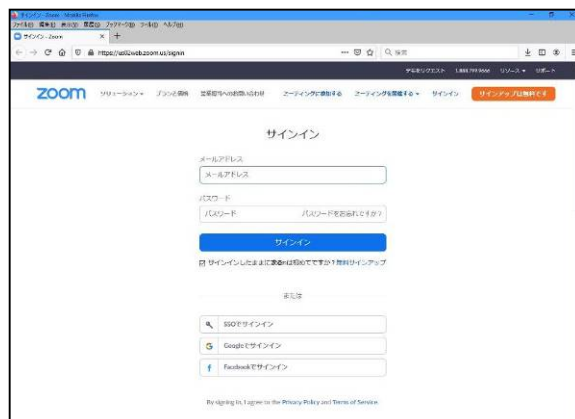 サインイン - Zoom - Mozilla Firefox
ファイル(F) 編集(E) 表示(V) 履歴(S) ブックマーク(B) ツール(T) ヘルプ(H)
サインイン - Zoom
https://us02web.zoom.us/signin
検索
デモをリクエスト 1.888.799.9666 リソース サポート
zoom ソリューション プランと価格 営業担当へのお問い合わせ ミーティングに参加する ミーティングを開催する サインイン サインアップは無料です
サインイン
メールアドレス
メールアドレス
パスワード
パスワード パスワードをお忘れですか?
サインイン
サインインしたままに
は初めてですか?無料サインアップ
または
SSOでサインイン
Googleでサインイン
Facebookでサインイン
By signing in, I agree to the Privacy Policy and Terms of Service.